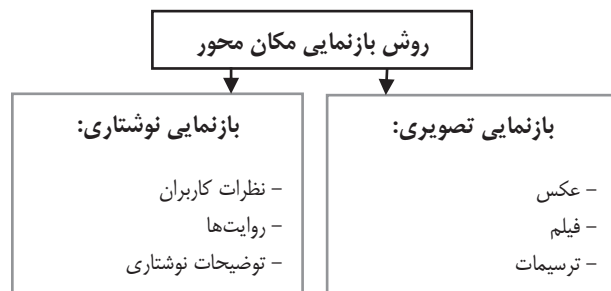 روش بازنمایی مکان محور
بازنمایی تصویری:
- عکس
- فیلم
- ترسیمات
بازنمایی نوشتاری:
- نظرات کاربران
- روایت‌ها
- توضیحات نوشتاری